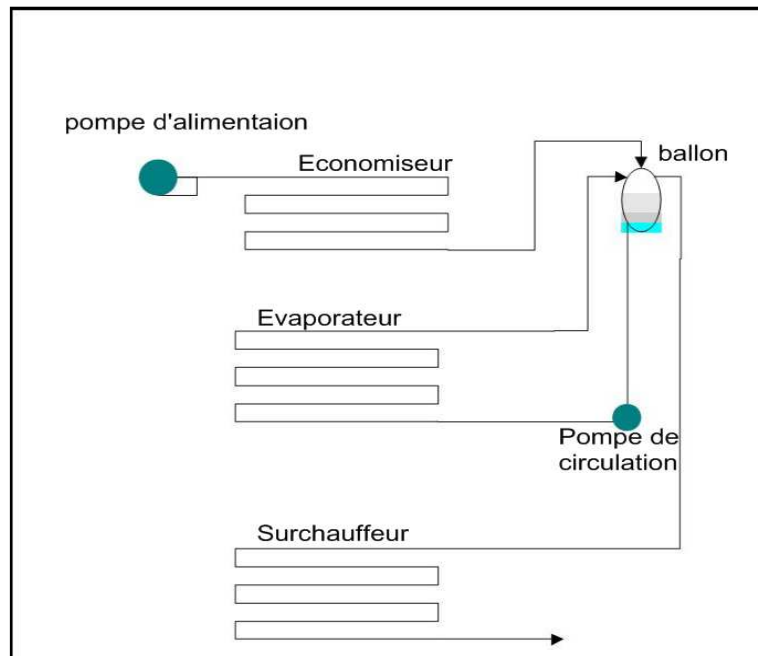 pompe d'alimentaion
Economiseur
ballon
Evaporateur
Pompe de
circulation
Surchauffeur